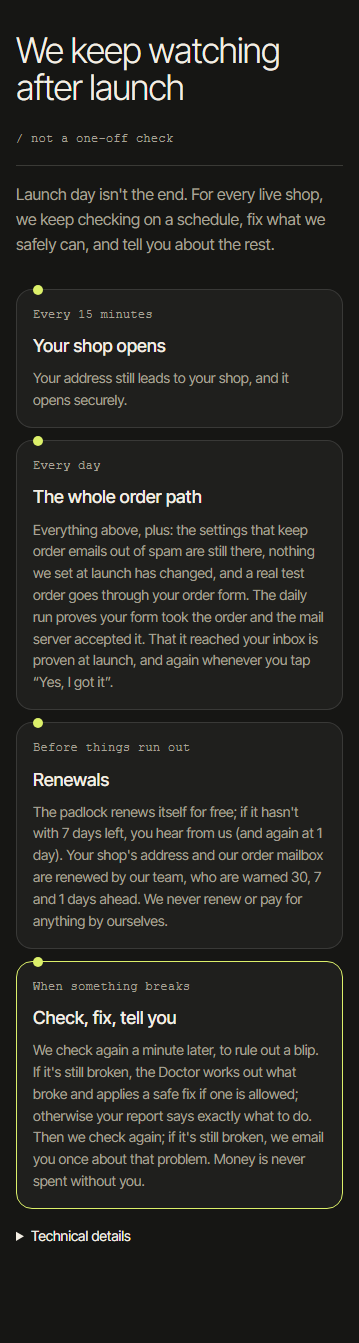 We keep watching
after launch
/ not a one-off check
Launch day isn't the end. For every live shop,
we keep checking on a schedule, fix what we
safely can, and tell you about the rest.
Every 15 minutes
Your shop opens
Your address still leads to your shop, and it
opens securely.
Every day
The whole order path
Everything above, plus: the settings that keep
order emails out of spam are still there, nothing
we set at launch has changed, and a real test
order goes through your order form. The daily
run proves your form took the order and the mail
server accepted it. That it reached your inbox is
proven at launch, and again whenever you tap
“Yes, I got it”.
Before things run out
Renewals
The padlock renews itself for free; if it hasn't
with 7 days left, you hear from us (and again at 1
day). Your shop's address and our order mailbox
are renewed by our team, who are warned 30, 7
and 1 days ahead. We never renew or pay for
anything by ourselves.
When something breaks
Check, fix, tell you
We check again a minute later, to rule out a blip.
If it's still broken, the Doctor works out what
broke and applies a safe fix if one is allowed;
otherwise your report says exactly what to do.
Then we check again; if it's still broken, we email
you once about that problem. Money is never
spent without you.
Technical details